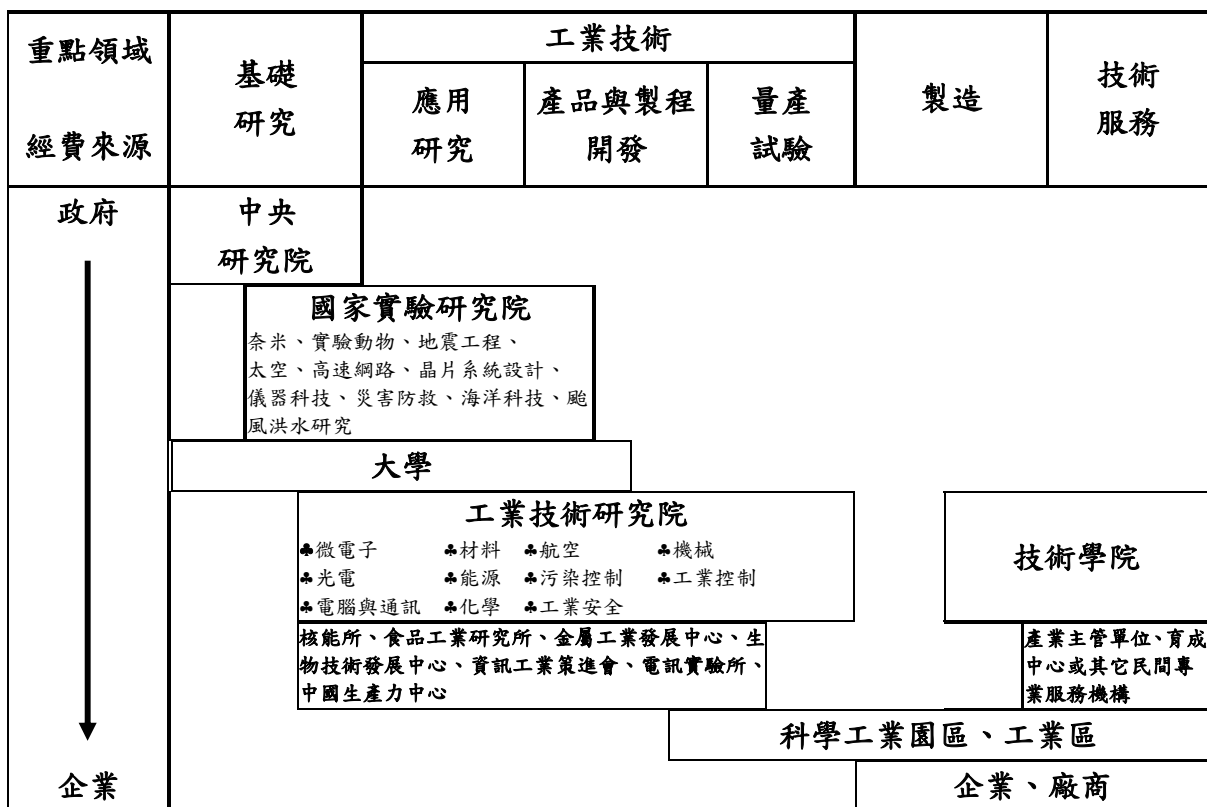 重點領域
經費來源
基礎
研究
工業技術
應用
研究
產品與製程
開發
量產
試驗
製造
技術
服務
政府
企業
中央
研究院
國家實驗研究院
奈米、實驗動物、地震工程、
太空、高速網路、晶片系統設計、
儀器科技、災害防救、海洋科技、颱
風洪水研究
大學
工業技術研究院
♣微電子 ♣材料 ♣航空 ♣機械
♣光電 ♣能源 ♣污染控制 ♣工業控制
♣電腦與通訊 ♣化學 ♣工業安全
技術學院
核能所、食品工業研究所、金屬工業發展中心、生
物技術發展中心、資訊工業策進會、電訊實驗所、
中國生產力中心
產業主管單位、育成
中心或其它民間專
業服務機構
科學工業園區、工業區
企業、廠商